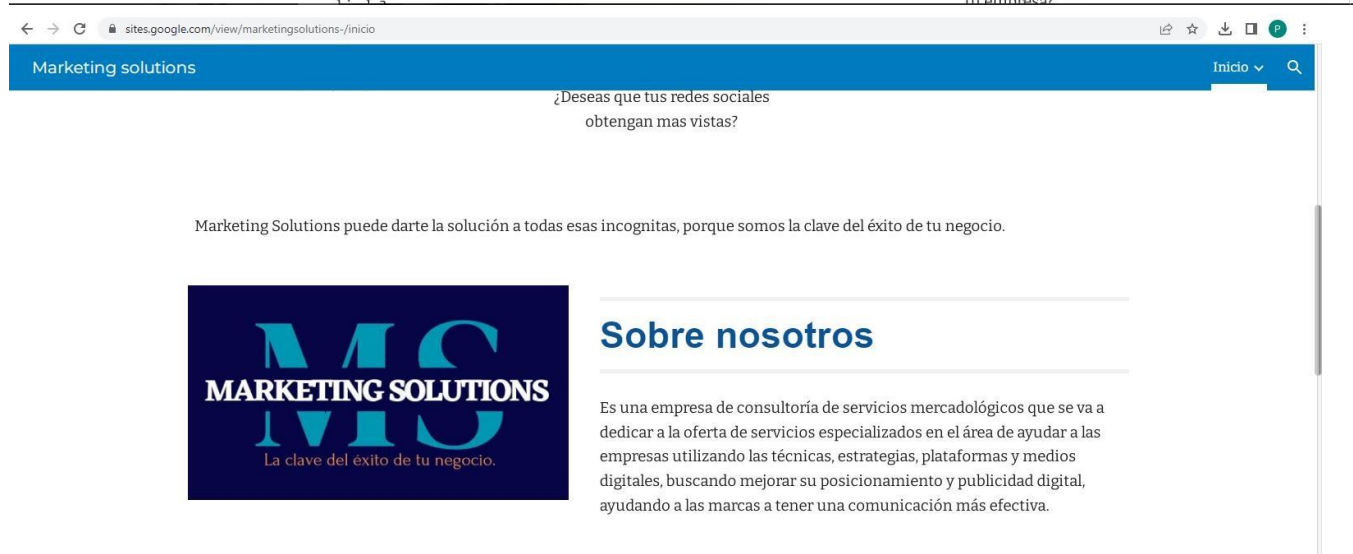 tu empresa?
sites.google.com/view/marketingsolutions-/inicio
P
Marketing solutions
Inicio
¿Deseas que tus redes sociales
obtengan mas vistas?
Marketing Solutions puede darte la solución a todas esas incognitas, porque somos la clave del éxito de tu negocio.
MS
MARKETING SOLUTIONS
La clave del éxito de tu negocio.
Sobre nosotros
Es una empresa de consultoría de servicios mercadológicos que se va a
dedicar a la oferta de servicios especializados en el área de ayudar a las
empresas utilizando las técnicas, estrategias, plataformas y medios
digitales, buscando mejorar su posicionamiento y publicidad digital,
ayudando a las marcas a tener una comunicación más efectiva.